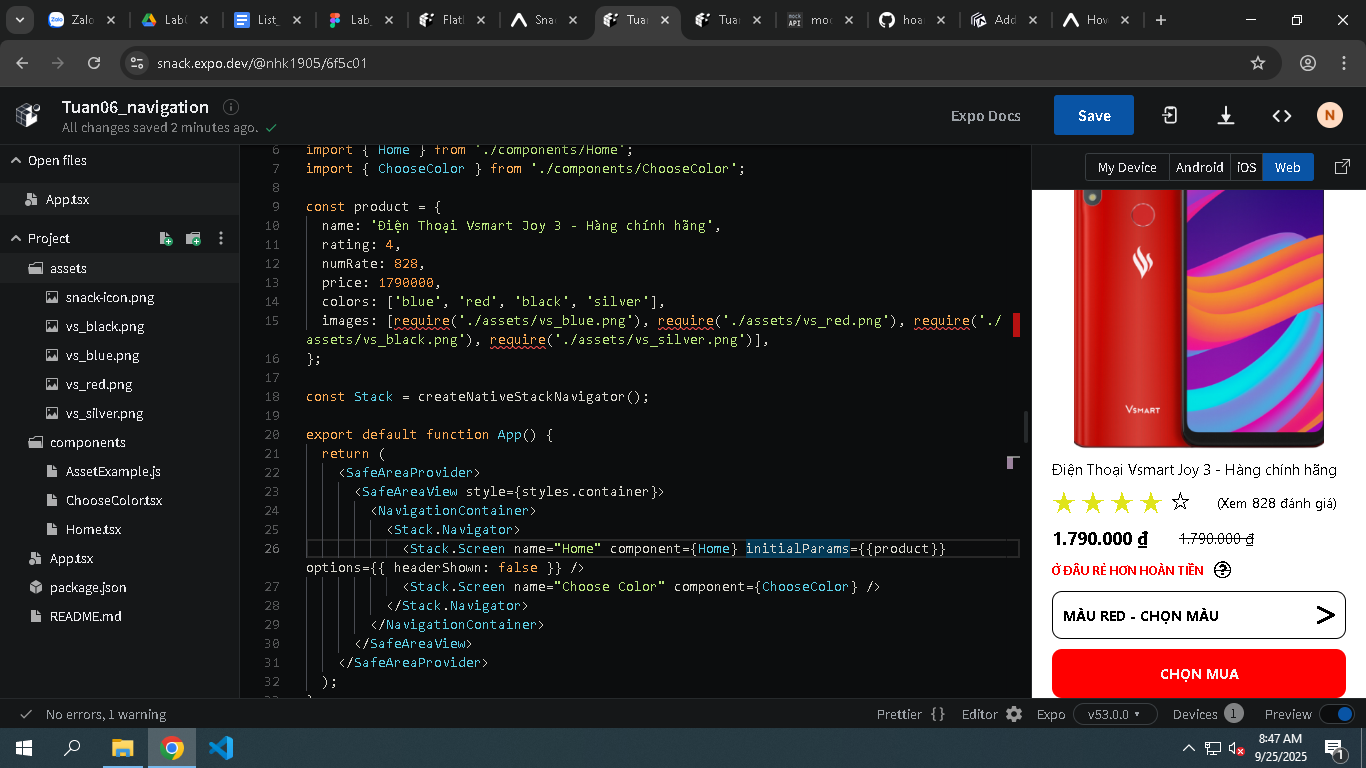 Zalo
Lab(
List_
Lab_
Flatl
Snac
Tuar
Tuar
mock API
moc
hoa
Add
How
snack.expo.dev/@nhk1905/6f5c01
Tuan06_navigation
All changes saved 2 minutes ago.
Expo Docs
Save
N
Open files
App.tsx
Project
assets
snack-icon.png
vs_black.png
vs_blue.png
vs_red.png
vs_silver.png
components
AssetExample.js
ChooseColor.tsx
Home.tsx
App.tsx
package.json
README.md
6 import { Home } from './components/Home';
7 import { ChooseColor } from './components/ChooseColor';
8
9 const product = {
10 name: 'Điện Thoại Vsmart Joy 3 - Hàng chính hãng',
11 rating: 4,
12 numRate: 828,
13 price: 1790000,
14 colors: ['blue', 'red', 'black', 'silver'],
15 images: [require('./assets/vs_blue.png'), require('./assets/vs_red.png'), require('./
assets/vs_black.png'), require('./assets/vs_silver.png')],
16 };
17
18 const Stack = createNativeStackNavigator();
19
20 export default function App() {
21 return (
22 <SafeAreaProvider>
23 <SafeAreaView style={styles.container}>
24 <NavigationContainer>
25 <Stack.Navigator>
26 <Stack.Screen name="Home" component={Home} initialParams={{product}}
options={{ headerShown: false }} />
27 <Stack.Screen name="Choose Color" component={ChooseColor} />
28 </Stack.Navigator>
29 </NavigationContainer>
30 </SafeAreaView>
31 </SafeAreaProvider>
32 );
My Device Android iOS Web
VSMART
Điện Thoại Vsmart Joy 3 - Hàng chính hãng
(Xem 828 đánh giá)
1.790.000 ₫ 1.790.000 ₫
Ở ĐÂU RẺ HƠN HOÀN TIỀN
MÀU RED - CHỌN MÀU
CHỌN MUA
No errors, 1 warning
Prettier {} Editor Expo v53.0.0 Devices 1 Preview
8:47 AM
9/25/2025
1